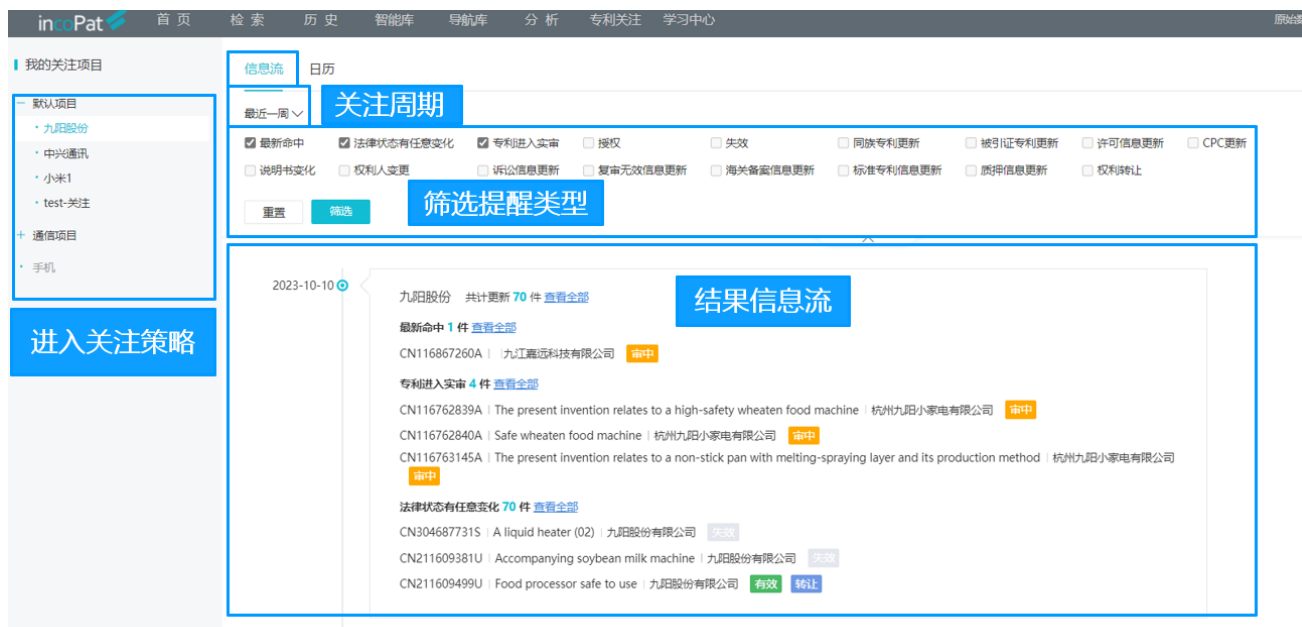 incoPat 首 页 检 索 历 史 智能库 导航库 分 析 专利关注 学习中心 原始数
我的关注项目
默认项目
九阳股份
中兴通讯
小米1
test-关注
通信项目
手机
进入关注策略
信息流 日历
最近一周 关注周期
最新命中 法律状态有任意变化 专利进入实审 授权 失效 同族专利更新 被引证专利更新 许可信息更新 CPC更新
说明书变化 权利人变更 诉讼信息更新 复审无效信息更新 海关备案信息更新 标准专利信息更新 质押信息更新 权利转让
重置 筛选 筛选提醒类型
2023-10-10
九阳股份 共计更新 70 件 查看全部 结果信息流
最新命中 1 件 查看全部
CN116867260A | 九江嘉远科技有限公司 审中
专利进入实审 4 件 查看全部
CN116762839A | The present invention relates to a high-safety wheaten food machine | 杭州九阳小家电有限公司 审中
CN116762840A | Safe wheaten food machine | 杭州九阳小家电有限公司 审中
CN116763145A | The present invention relates to a non-stick pan with melting-spraying layer and its production method | 杭州九阳小家电有限公司
审中
法律状态有任意变化 70 件 查看全部
CN304687731S | A liquid heater (02) | 九阳股份有限公司 失效
CN211609381U | Accompanying soybean milk machine | 九阳股份有限公司 失效
CN211609499U | Food processor safe to use | 九阳股份有限公司 有效 转让